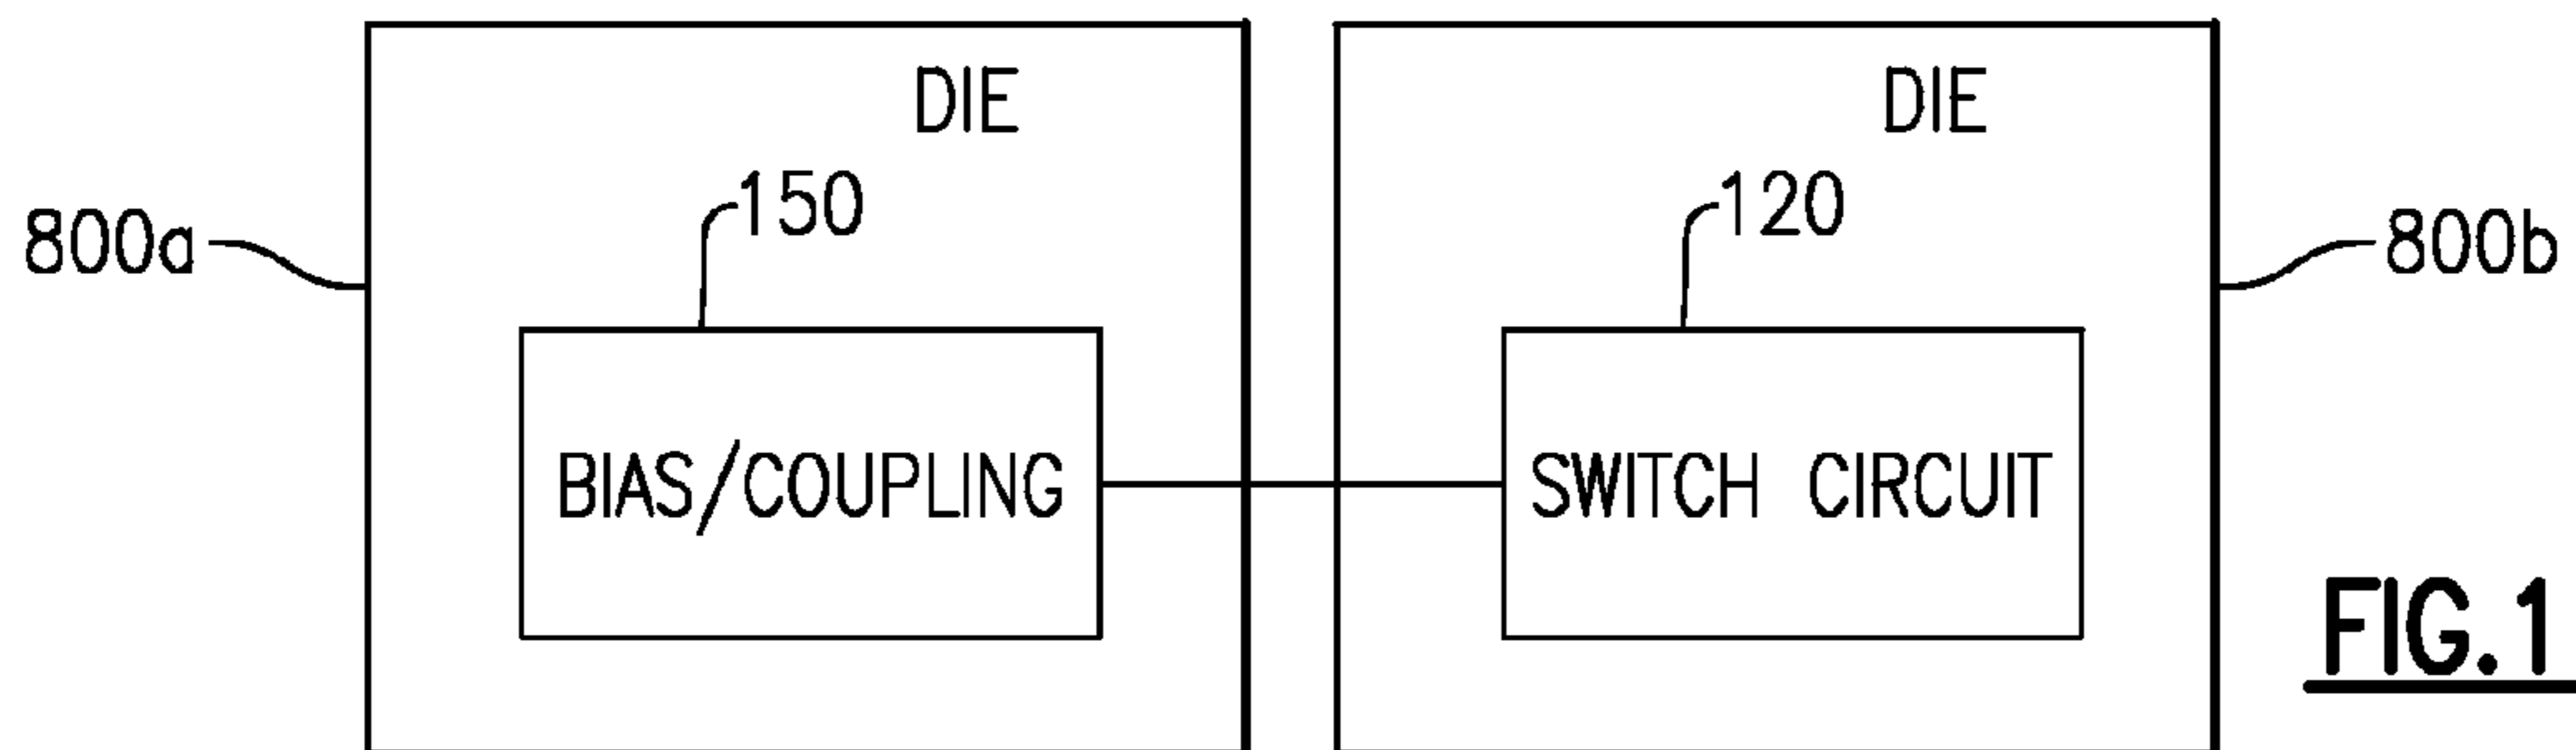 DIE DIE
150 120
800a 800b
BIAS/COUPLING SWITCH CIRCUIT
FIG.1